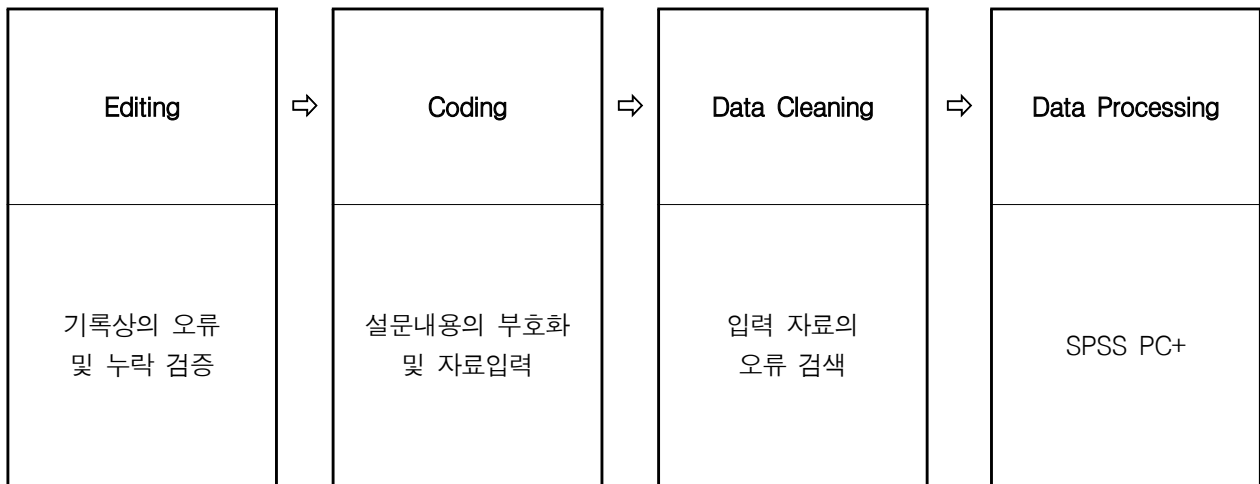 Editing ⇨ Coding ⇨ Data Cleaning ⇨ Data Processing
기록상의 오류
및 누락 검증
설문내용의 부호화
및 자료입력
입력 자료의
오류 검색
SPSS PC+